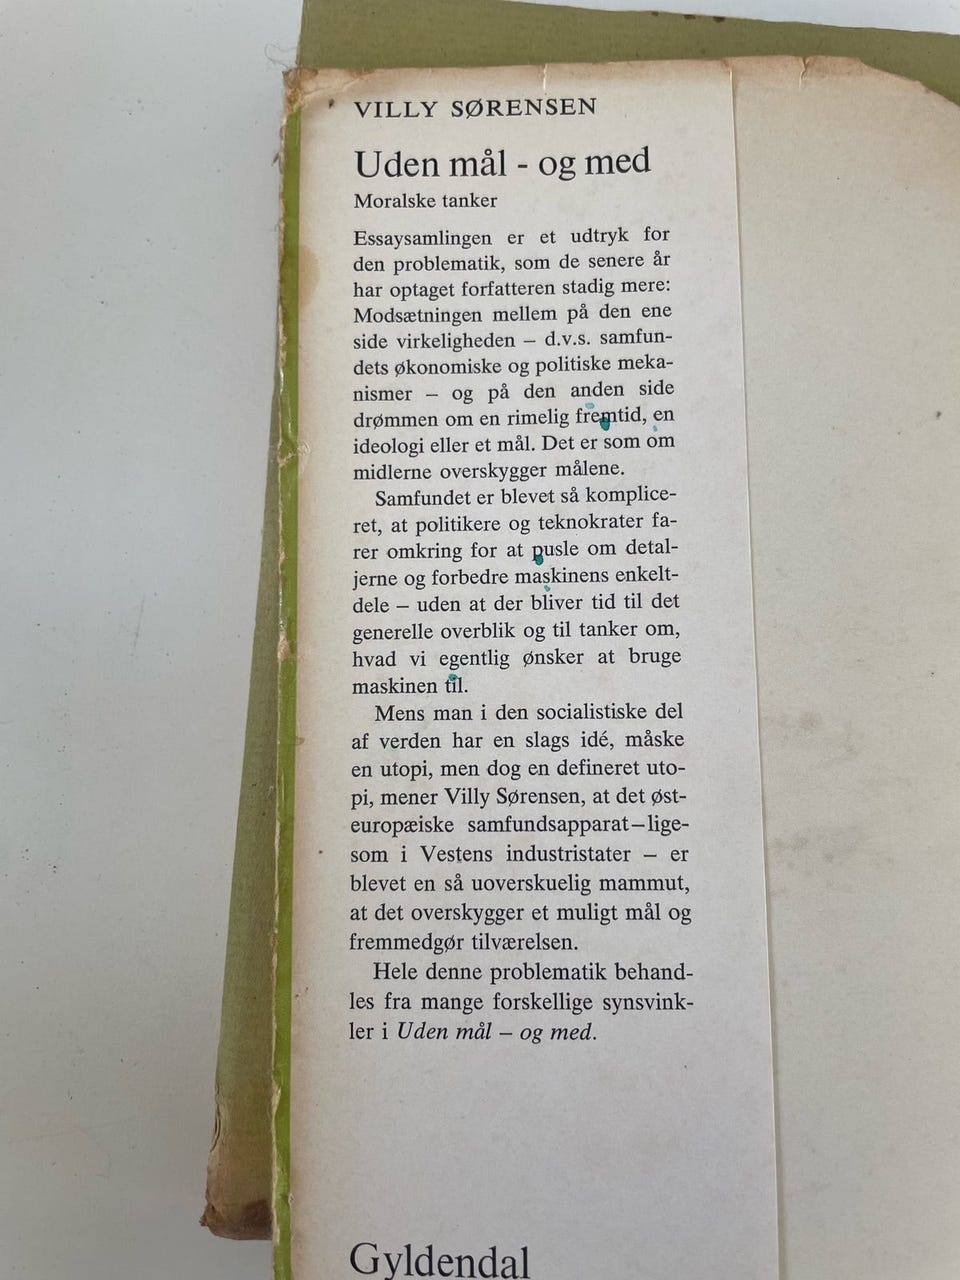 VILLY SØRENSEN
Uden mål - og med
Moralske tanker
Essaysamlingen er et udtryk for
den problematik, som de senere år
har optaget forfatteren stadig mere:
Modsætningen mellem på den ene
side virkeligheden – d.v.s. samfun-
dets økonomiske og politiske meka-
nismer – og på den anden side
drømmen om en rimelig fremtid, en
ideologi eller et mål. Det er som om
midlerne overskygger målene.
Samfundet er blevet så komplice-
ret, at politikere og teknokrater fa-
rer omkring for at pusle om detal-
jerne og forbedre maskinens enkelt-
dele – uden at der bliver tid til det
generelle overblik og til tanker om,
hvad vi egentlig ønsker at bruge
maskinen til.
Mens man i den socialistiske del
af verden har en slags idé, måske
en utopi, men dog en defineret uto-
pi, mener Villy Sørensen, at det øst-
europæiske samfundsapparat – lige-
som i Vestens industristater – er
blevet en så uoverskuelig mammut,
at det overskygger et muligt mål og
fremmedgør tilværelsen.
Hele denne problematik behand-
les fra mange forskellige synsvink-
ler i Uden mål – og med.
Gyldendal